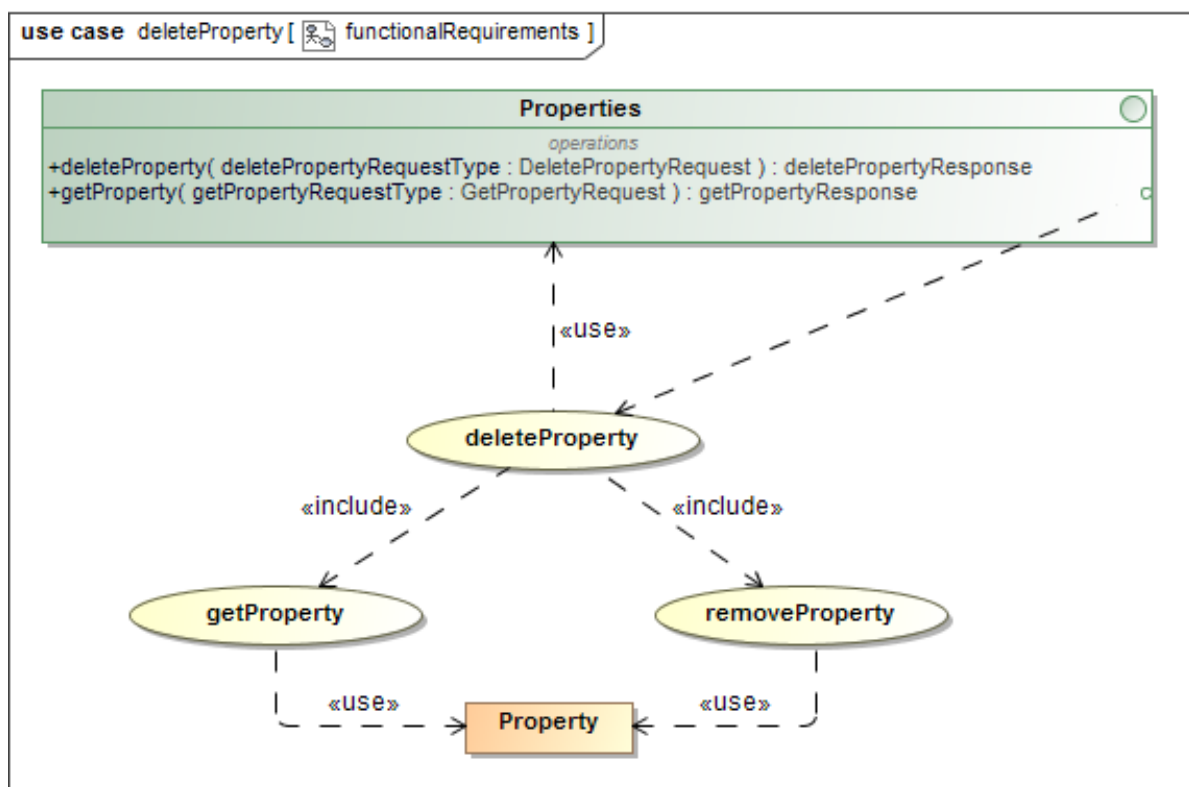 use case deleteProperty [ functionalRequirements ]
Properties
operations
+deleteProperty( deletePropertyRequestType : DeletePropertyRequest ) : deletePropertyResponse
+getProperty( getPropertyRequestType : GetPropertyRequest ) : getPropertyResponse
c
«use»
deleteProperty
«include» «include»
getProperty removeProperty
«use» «use»
Property